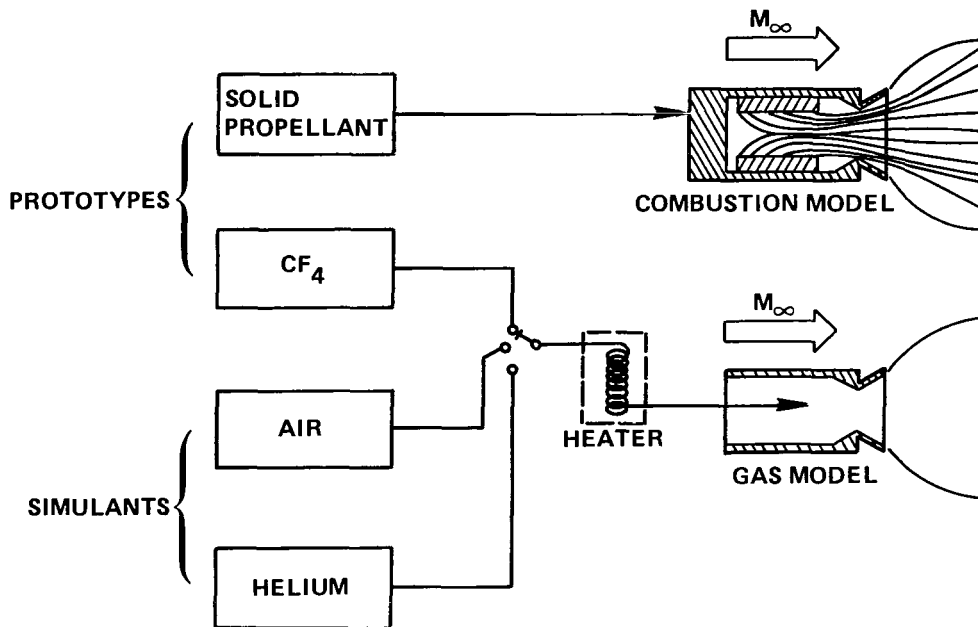 M∞
SOLID
PROPELLANT
PROTOTYPES
COMBUSTION MODEL
CF4
M∞
AIR
HEATER
GAS MODEL
SIMULANTS
HELIUM